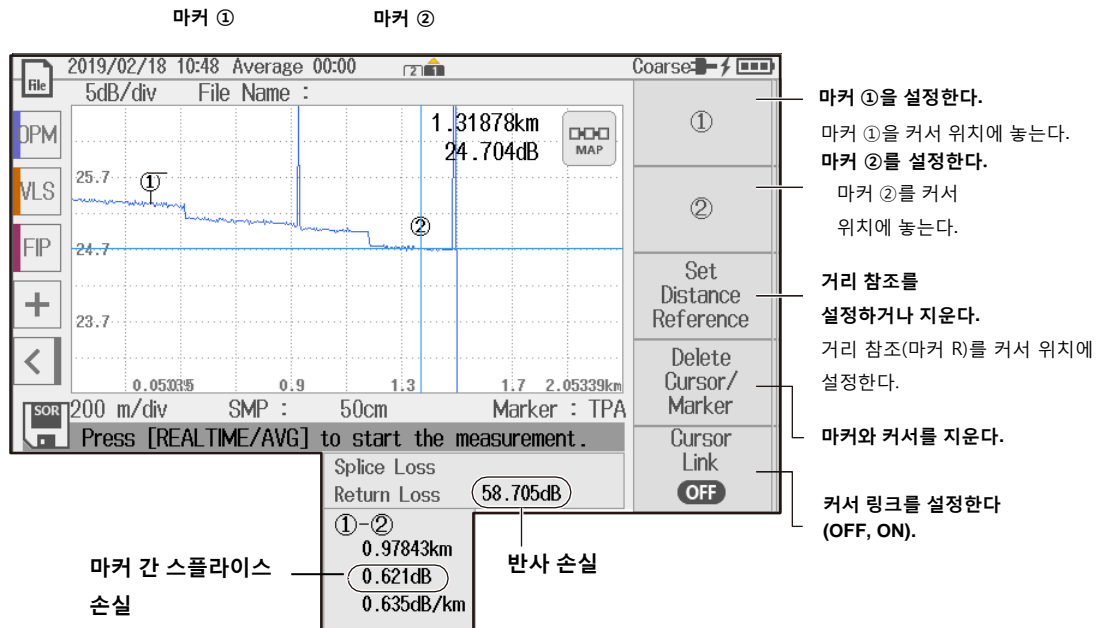 마커 ① 마커 ②
2019/02/18 10:48 Average 00:00 2 1 Coarse
File
5dB/div File Name :
OPM
VLS
FIP
1.31878km
24.704dB
MAP
①
②
25.7
24.7
23.7
0.9 1.3 1.7 2.05339km
SOR
200 m/div SMP : 50cm Marker : TPA
Press [REALTIME/AVG] to start the measurement.
①
②
Set
Distance
Reference
Delete
Cursor/
Marker
Cursor
Link
OFF
Splice Loss
Return Loss 58.705dB
①-②
0.97843km
0.621dB
0.635dB/km
마커 간 스플라이스
손실
반사 손실
마커 ①을 설정한다.
마커 ①을 커서 위치에 놓는다.
마커 ②를 설정한다.
마커 ②를 커서
위치에 놓는다.
거리 참조를
설정하거나 지운다.
거리 참조(마커 R)를 커서 위치에
설정한다.
마커와 커서를 지운다.
커서 링크를 설정한다
(OFF, ON).